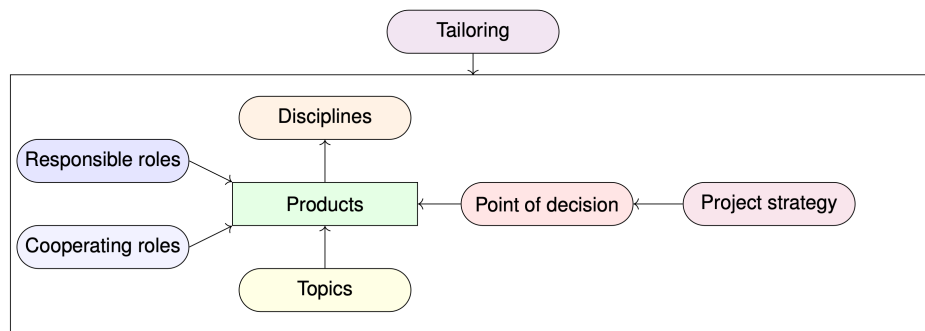 Tailoring
Disciplines
Responsible roles
Products
Point of decision
Project strategy
Cooperating roles
Topics